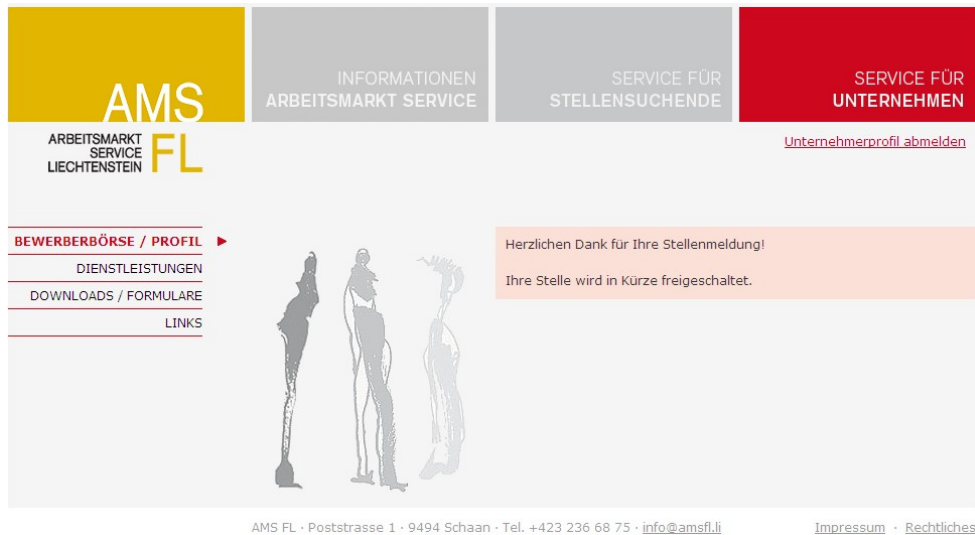 AMS
ARBEITSMARKT
SERVICE
LIECHTENSTEIN
FL
INFORMATIONEN
ARBEITSMARKT SERVICE
SERVICE FÜR
STELLENSUCHENDE
SERVICE FÜR
UNTERNEHMEN
Unternehmerprofil abmelden
BEWERBERBÖRSE / PROFIL
DIENSTLEISTUNGEN
DOWNLOADS / FORMULARE
LINKS
Herzlichen Dank für Ihre Stellenmeldung!
Ihre Stelle wird in Kürze freigeschaltet.
AMS FL · Poststrasse 1 · 9494 Schaan · Tel. +423 236 68 75 · info@amsfl.li
Impressum · Rechtliches